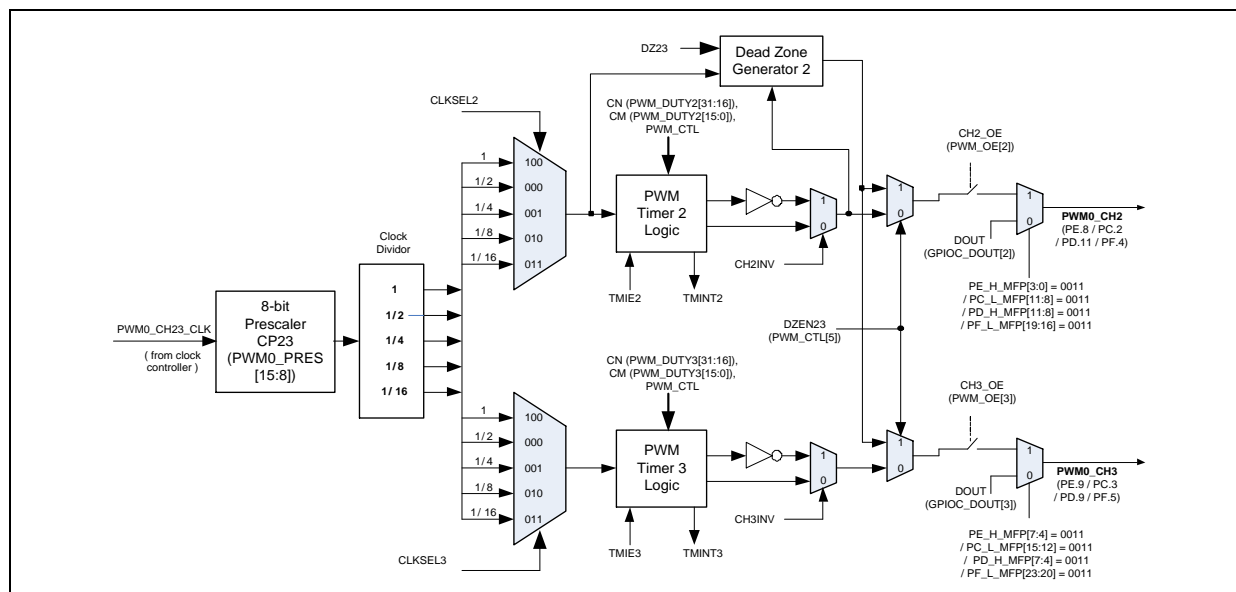 DZ23
Dead Zone
Generator 2
CLKSEL2
CN (PWM_DUTY2[31:16]),
CM (PWM_DUTY2[15:0]),
PWM_CTL
CH2_OE
(PWM_OE[2])
1
1/2
1/4
1/8
1/16
100
000
001
010
011
PWM
Timer 2
Logic
1
0
1
0
1
0
PWM0_CH2
(PE.8 / PC.2
/ PD.11 / PF.4)
DOUT
(GPIOC_DOUT[2])
CH2INV
TMIE2
TMINT2
PE_H_MFP[3:0] = 0011
/ PC_L_MFP[11:8] = 0011
/ PD_H_MFP[11:8] = 0011
/ PF_L_MFP[19:16] = 0011
Clock
Dividor
1
1/2
1/4
1/8
1/16
PWM0_CH23_CLK
( from clock
controller )
8-bit
Prescaler
CP23
(PWM0_PRES
[15:8])
DZEN23
(PWM_CTL[5])
CN (PWM_DUTY3[31:16]),
CM (PWM_DUTY3[15:0]),
PWM_CTL
CH3_OE
(PWM_OE[3])
1
1/2
1/4
1/8
1/16
100
000
001
010
011
PWM
Timer 3
Logic
1
0
1
0
1
0
PWM0_CH3
(PE.9 / PC.3
/ PD.9 / PF.5)
DOUT
(GPIOC_DOUT[3])
CH3INV
TMIE3
TMINT3
CLKSEL3
PE_H_MFP[7:4] = 0011
/ PC_L_MFP[15:12] = 0011
/ PD_H_MFP[7:4] = 0011
/ PF_L_MFP[23:20] = 0011